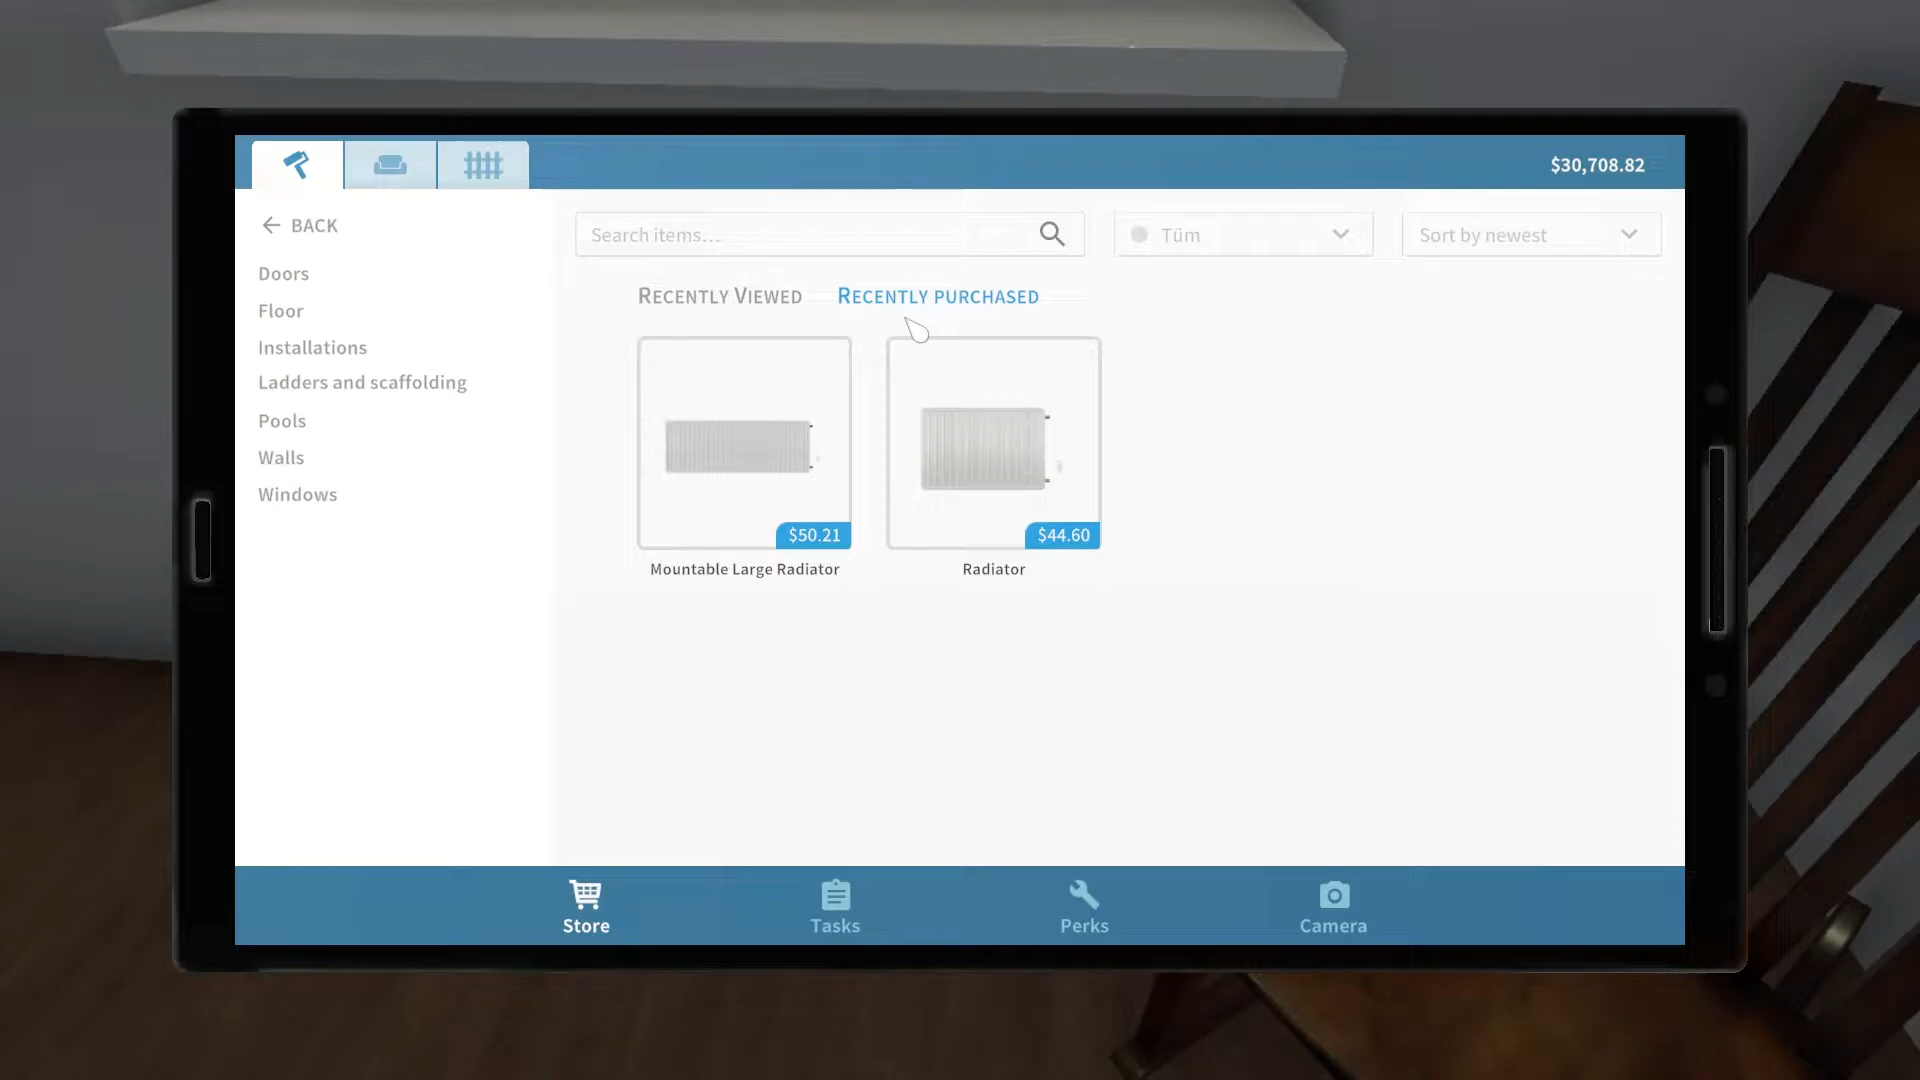 $30,708.82
BACK
Doors
Floor
Installations
Ladders and scaffolding
Pools
Walls
Windows
Search items...
Tüm
Sort by newest
RECENTLY VIEWED
RECENTLY PURCHASED
$50.21
$44.60
Mountable Large Radiator
Radiator
Store
Tasks
Perks
Camera